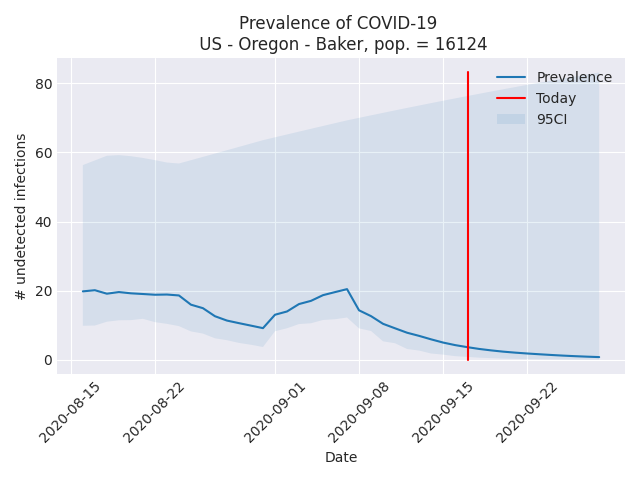 Prevalence of COVID-19
US - Oregon - Baker, pop. = 16124
# undetected infections
80
60
40
20
0
Prevalence
Today
95CI
2020-08-15
2020-08-22
2020-09-01
2020-09-08
2020-09-15
2020-09-22
Date